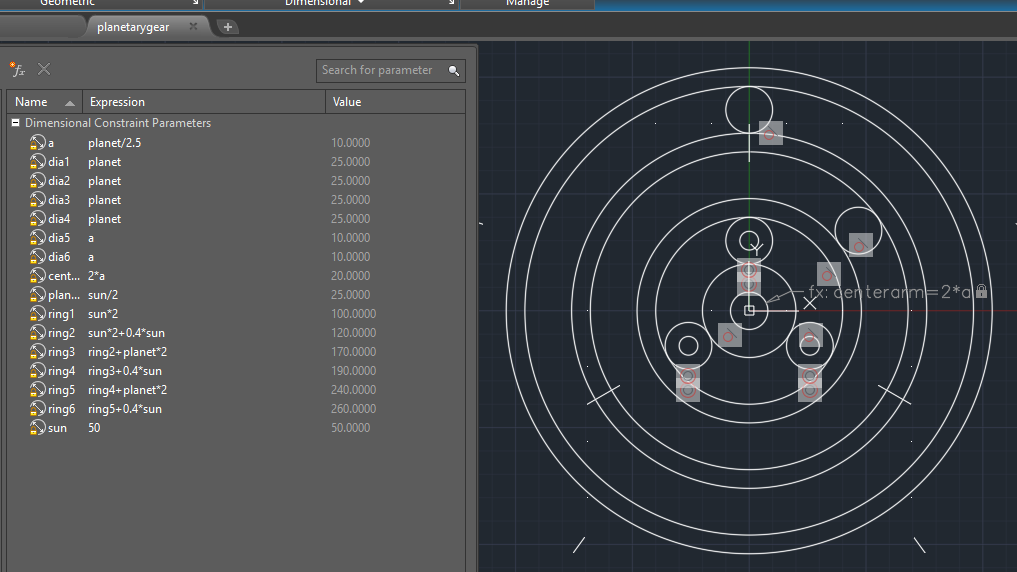 Geometric Dimensional Manage
planetarygear
Search for parameter
Name Expression Value
Dimensional Constraint Parameters
a planet/2.5 10.0000
dia1 planet 25.0000
dia2 planet 25.0000
dia3 planet 25.0000
dia4 planet 25.0000
dia5 a 10.0000
dia6 a 10.0000
cent... 2*a 20.0000
plan... sun/2 25.0000
ring1 sun*2 100.0000
ring2 sun*2+0.4*sun 120.0000
ring3 ring2+planet*2 170.0000
ring4 ring3+0.4*sun 190.0000
ring5 ring4+planet*2 240.0000
ring6 ring5+0.4*sun 260.0000
sun 50 50.0000
Y
fx: centerarm=2*a
X